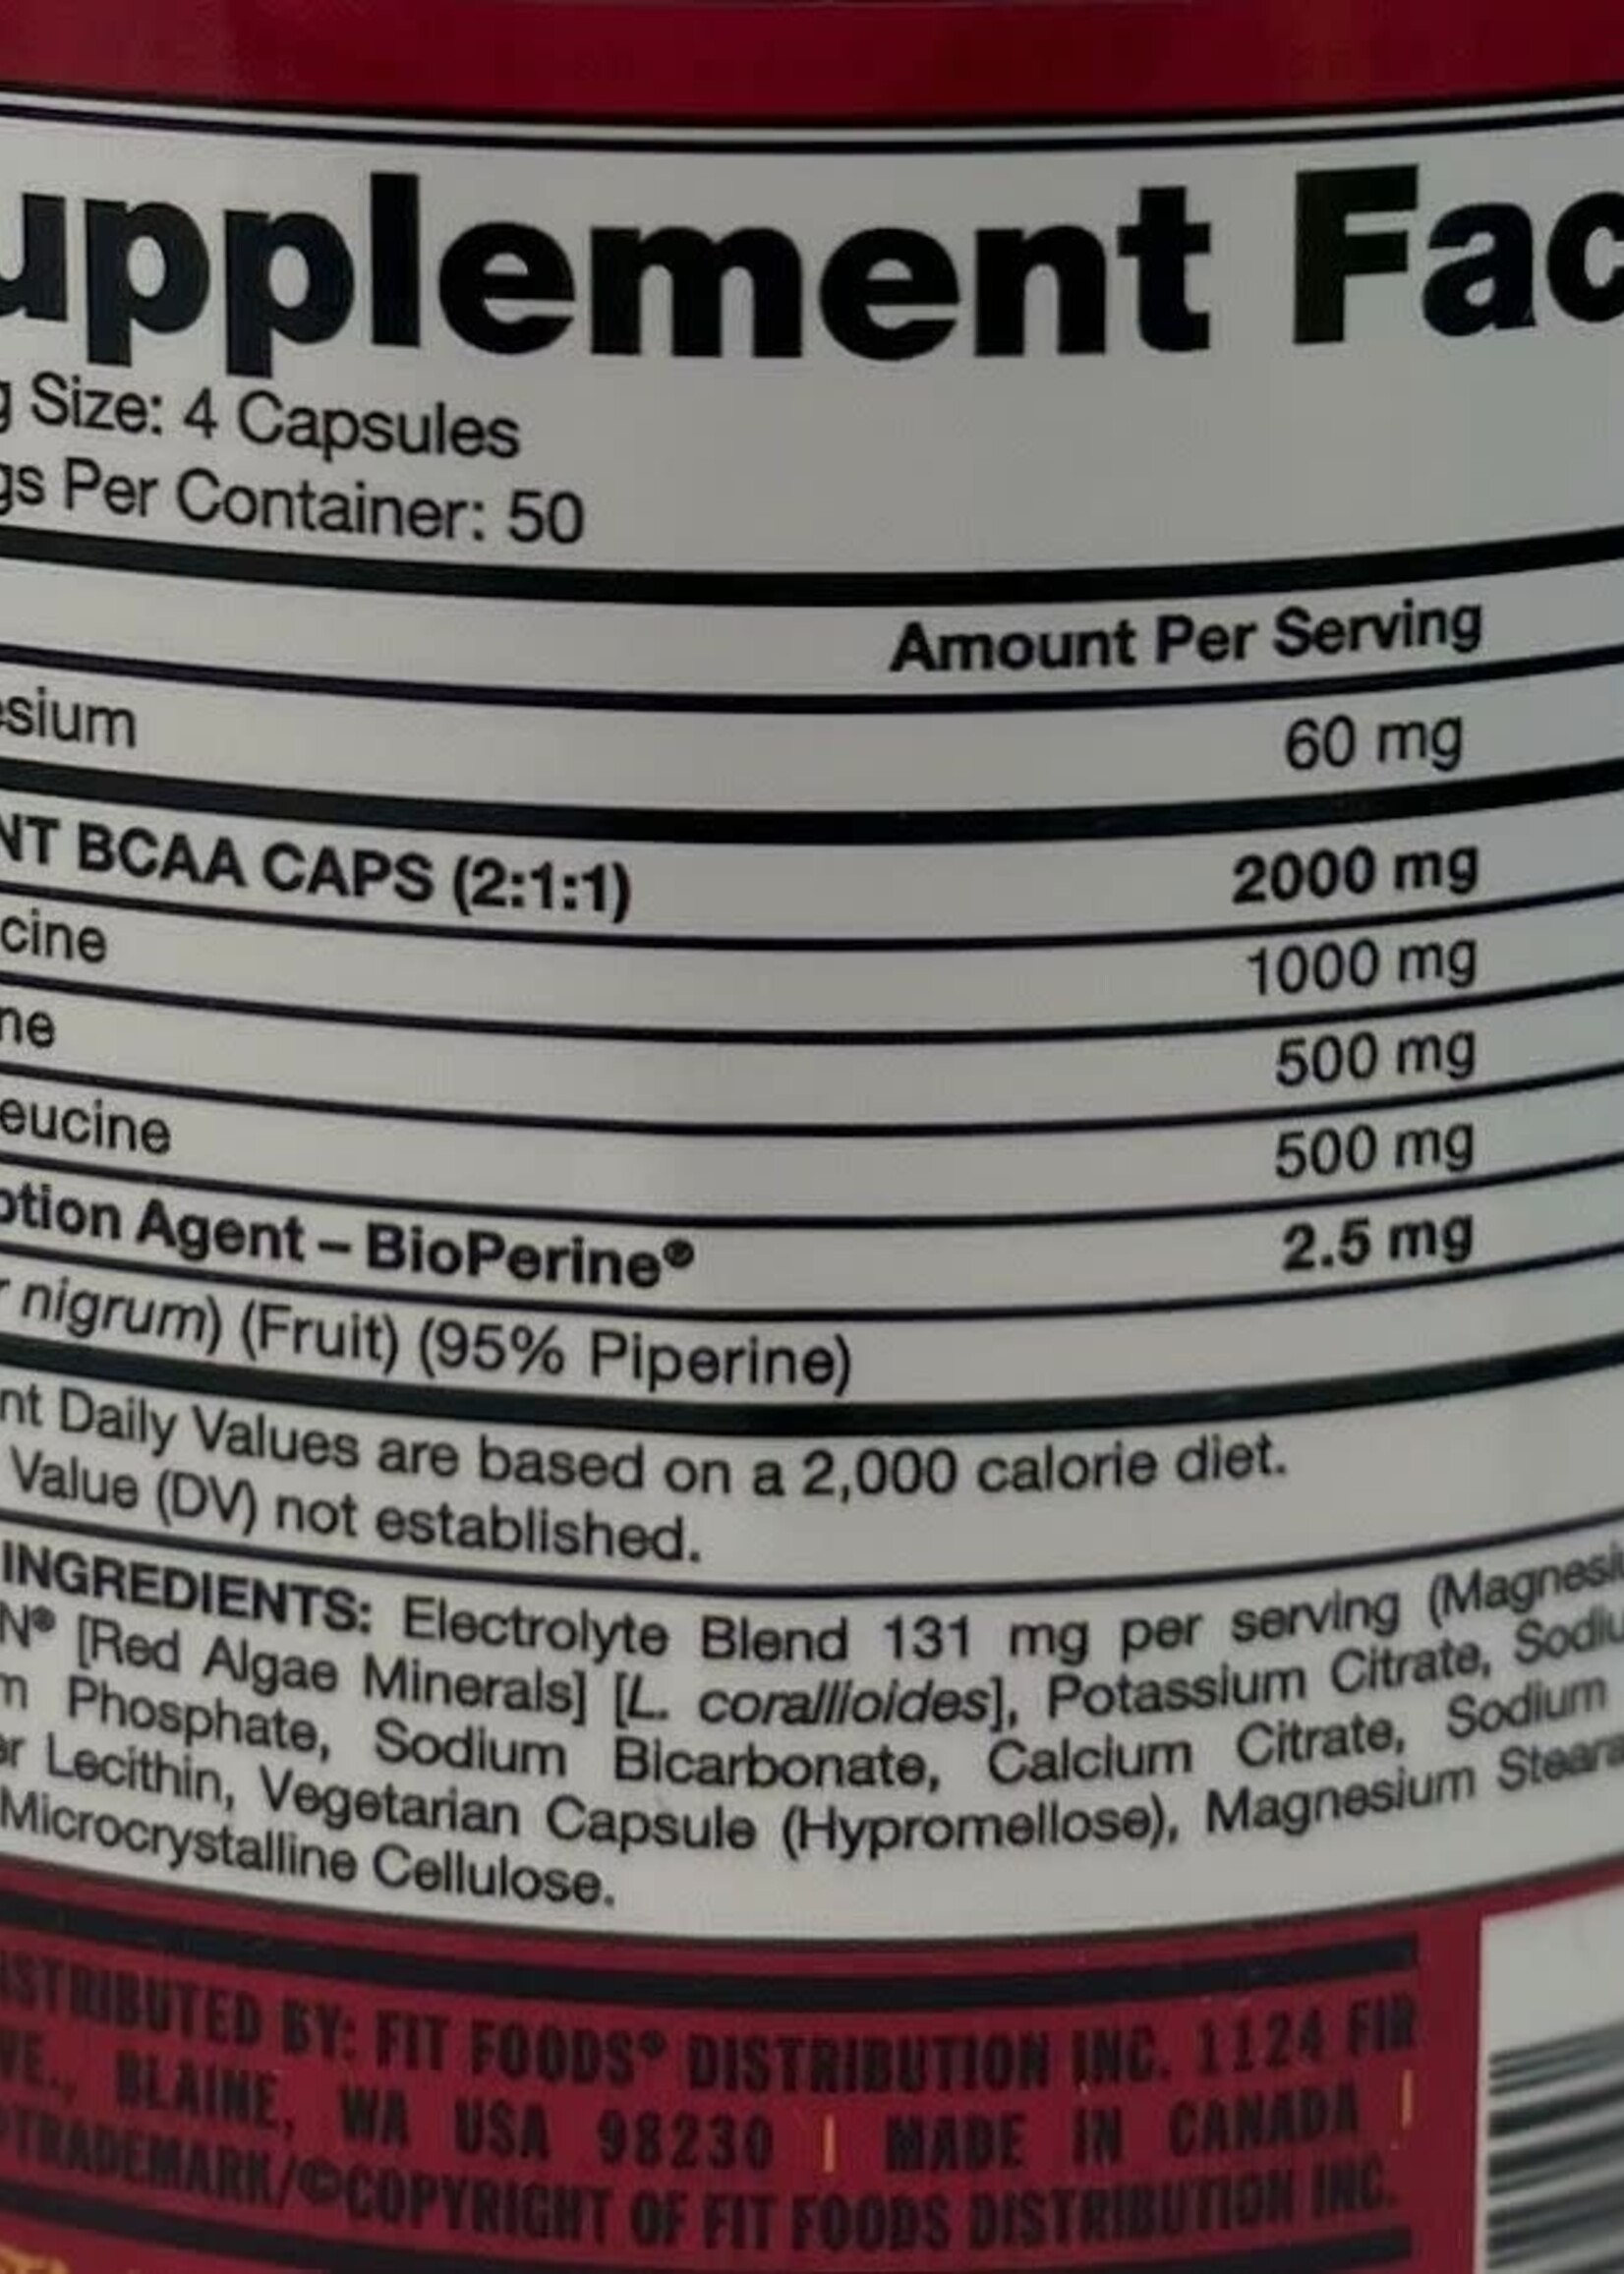 upplement Fac
g Size: 4 Capsules
gs Per Container: 50
Amount Per Serving
esium 60 mg
NT BCAA CAPS (2:1:1) 2000 mg
cine 1000 mg
ne 500 mg
eucine 500 mg
ption Agent – BioPerine® 2.5 mg
r nigrum) (Fruit) (95% Piperine)
nt Daily Values are based on a 2,000 calorie diet.
Value (DV) not established.
INGREDIENTS: Electrolyte Blend 131 mg per serving (Magnesiu
N® [Red Algae Minerals] [L. corallioides], Potassium Citrate, Sodiu
m Phosphate, Sodium Bicarbonate, Calcium Citrate, Sodium
er Lecithin, Vegetarian Capsule (Hypromellose), Magnesium Steara
Microcrystalline Cellulose.
ISTRIBUTED BY: FIT FOODS® DISTRIBUTION INC. 1124 FIR
VE., BLAINE, WA USA 98230 | MADE IN CANADA |
®TRADEMARK/©COPYRIGHT OF FIT FOODS DISTRIBUTION INC.